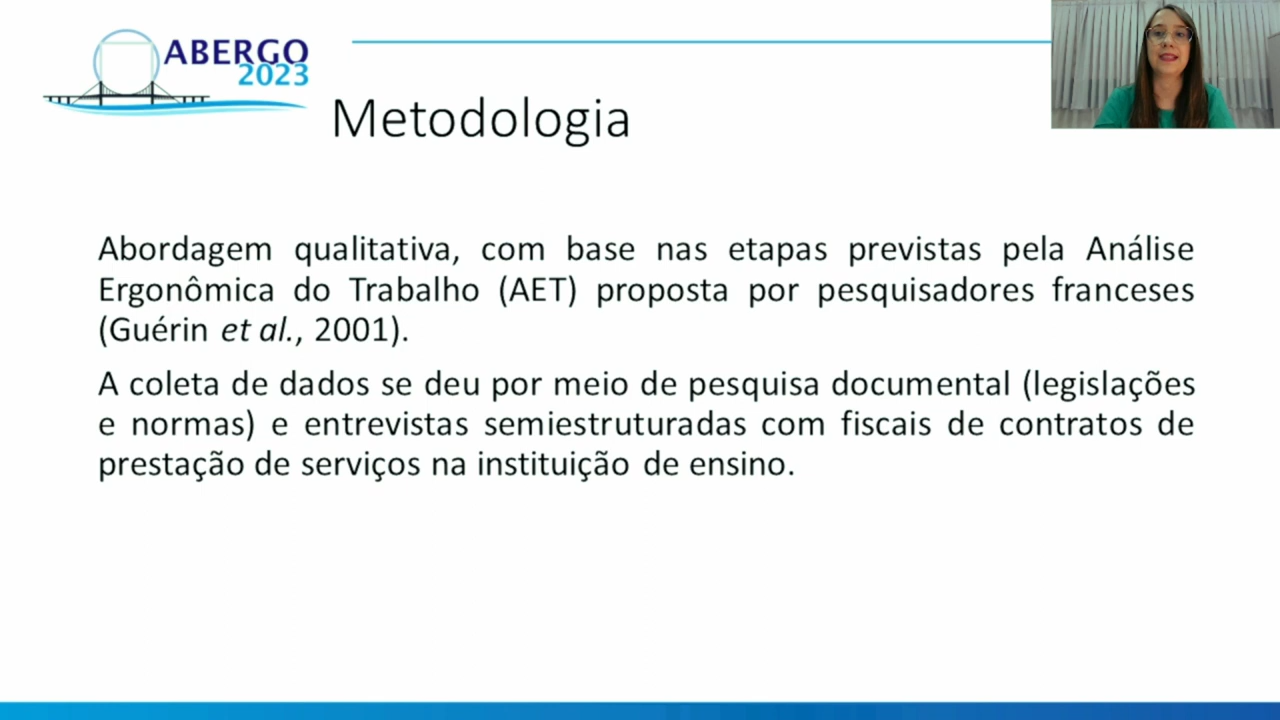 ABERGO
2023
Metodologia
Abordagem qualitativa, com base nas etapas previstas pela Análise
Ergonômica do Trabalho (AET) proposta por pesquisadores franceses
(Guérin et al., 2001).
A coleta de dados se deu por meio de pesquisa documental (legislações
e normas) e entrevistas semiestruturadas com fiscais de contratos de
prestação de serviços na instituição de ensino.